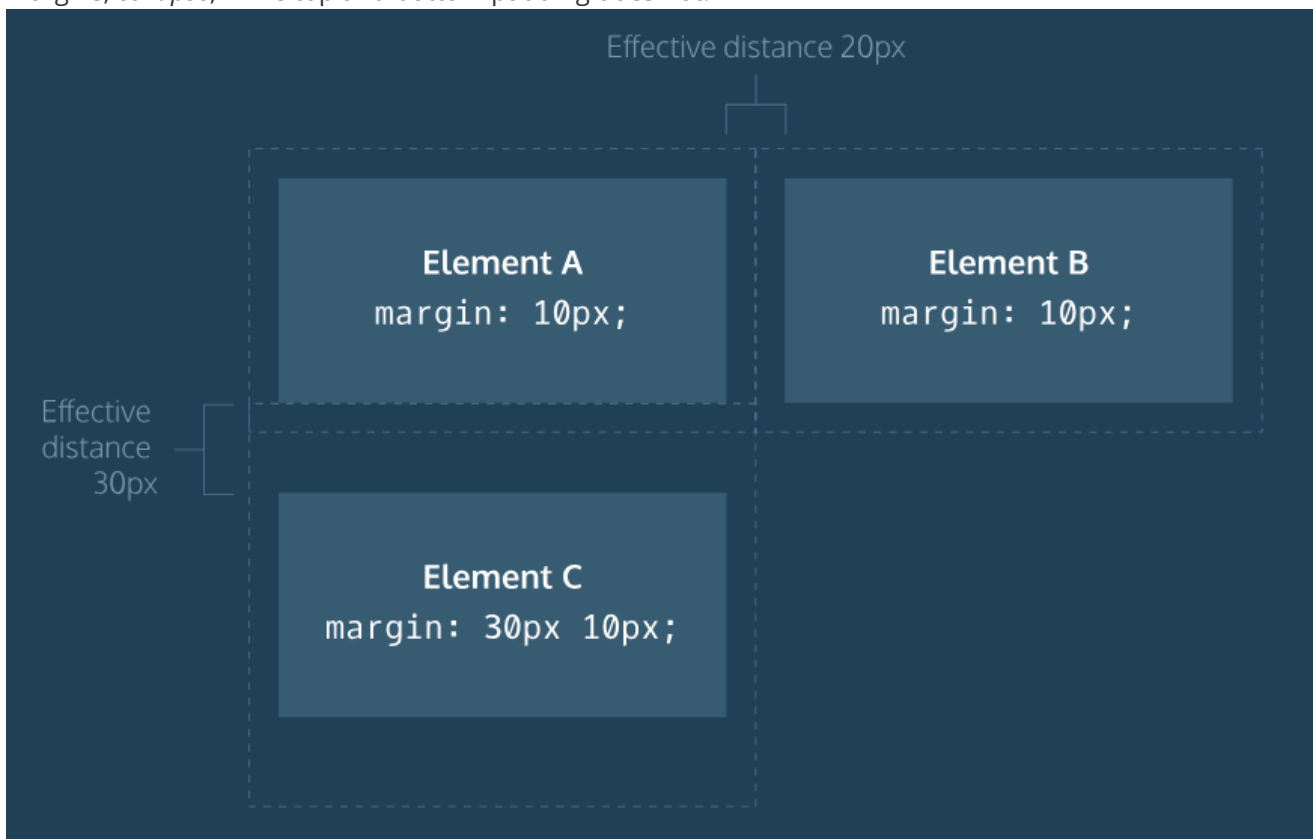 Effective distance 20px
Element A
margin: 10px;
Element B
margin: 10px;
Effective
distance
30px
Element C
margin: 30px 10px;